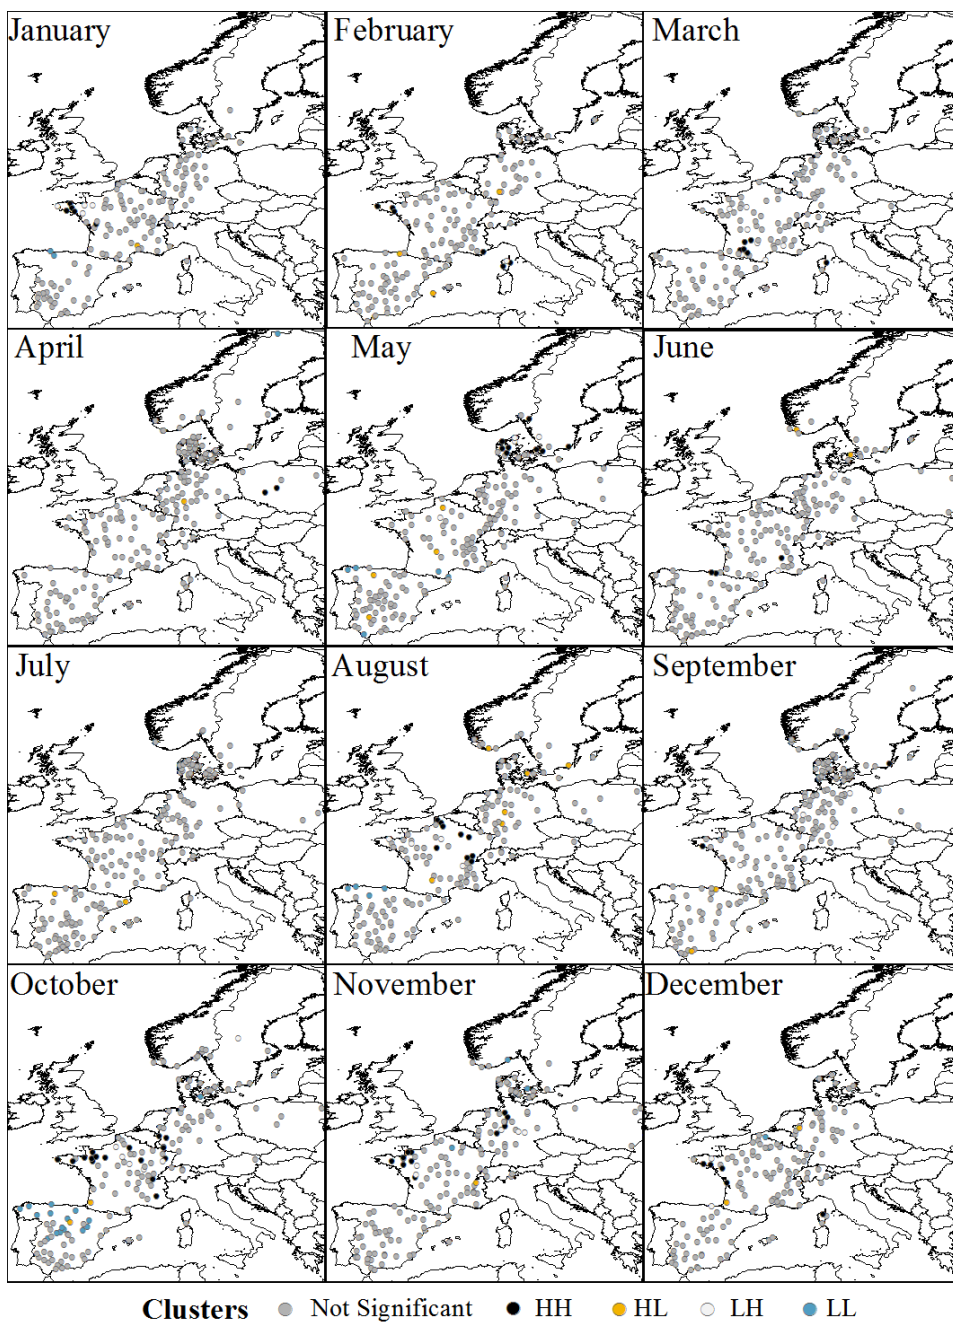 January February March
April May June
July August September
October November December
Clusters Not Significant HH HL LH LL